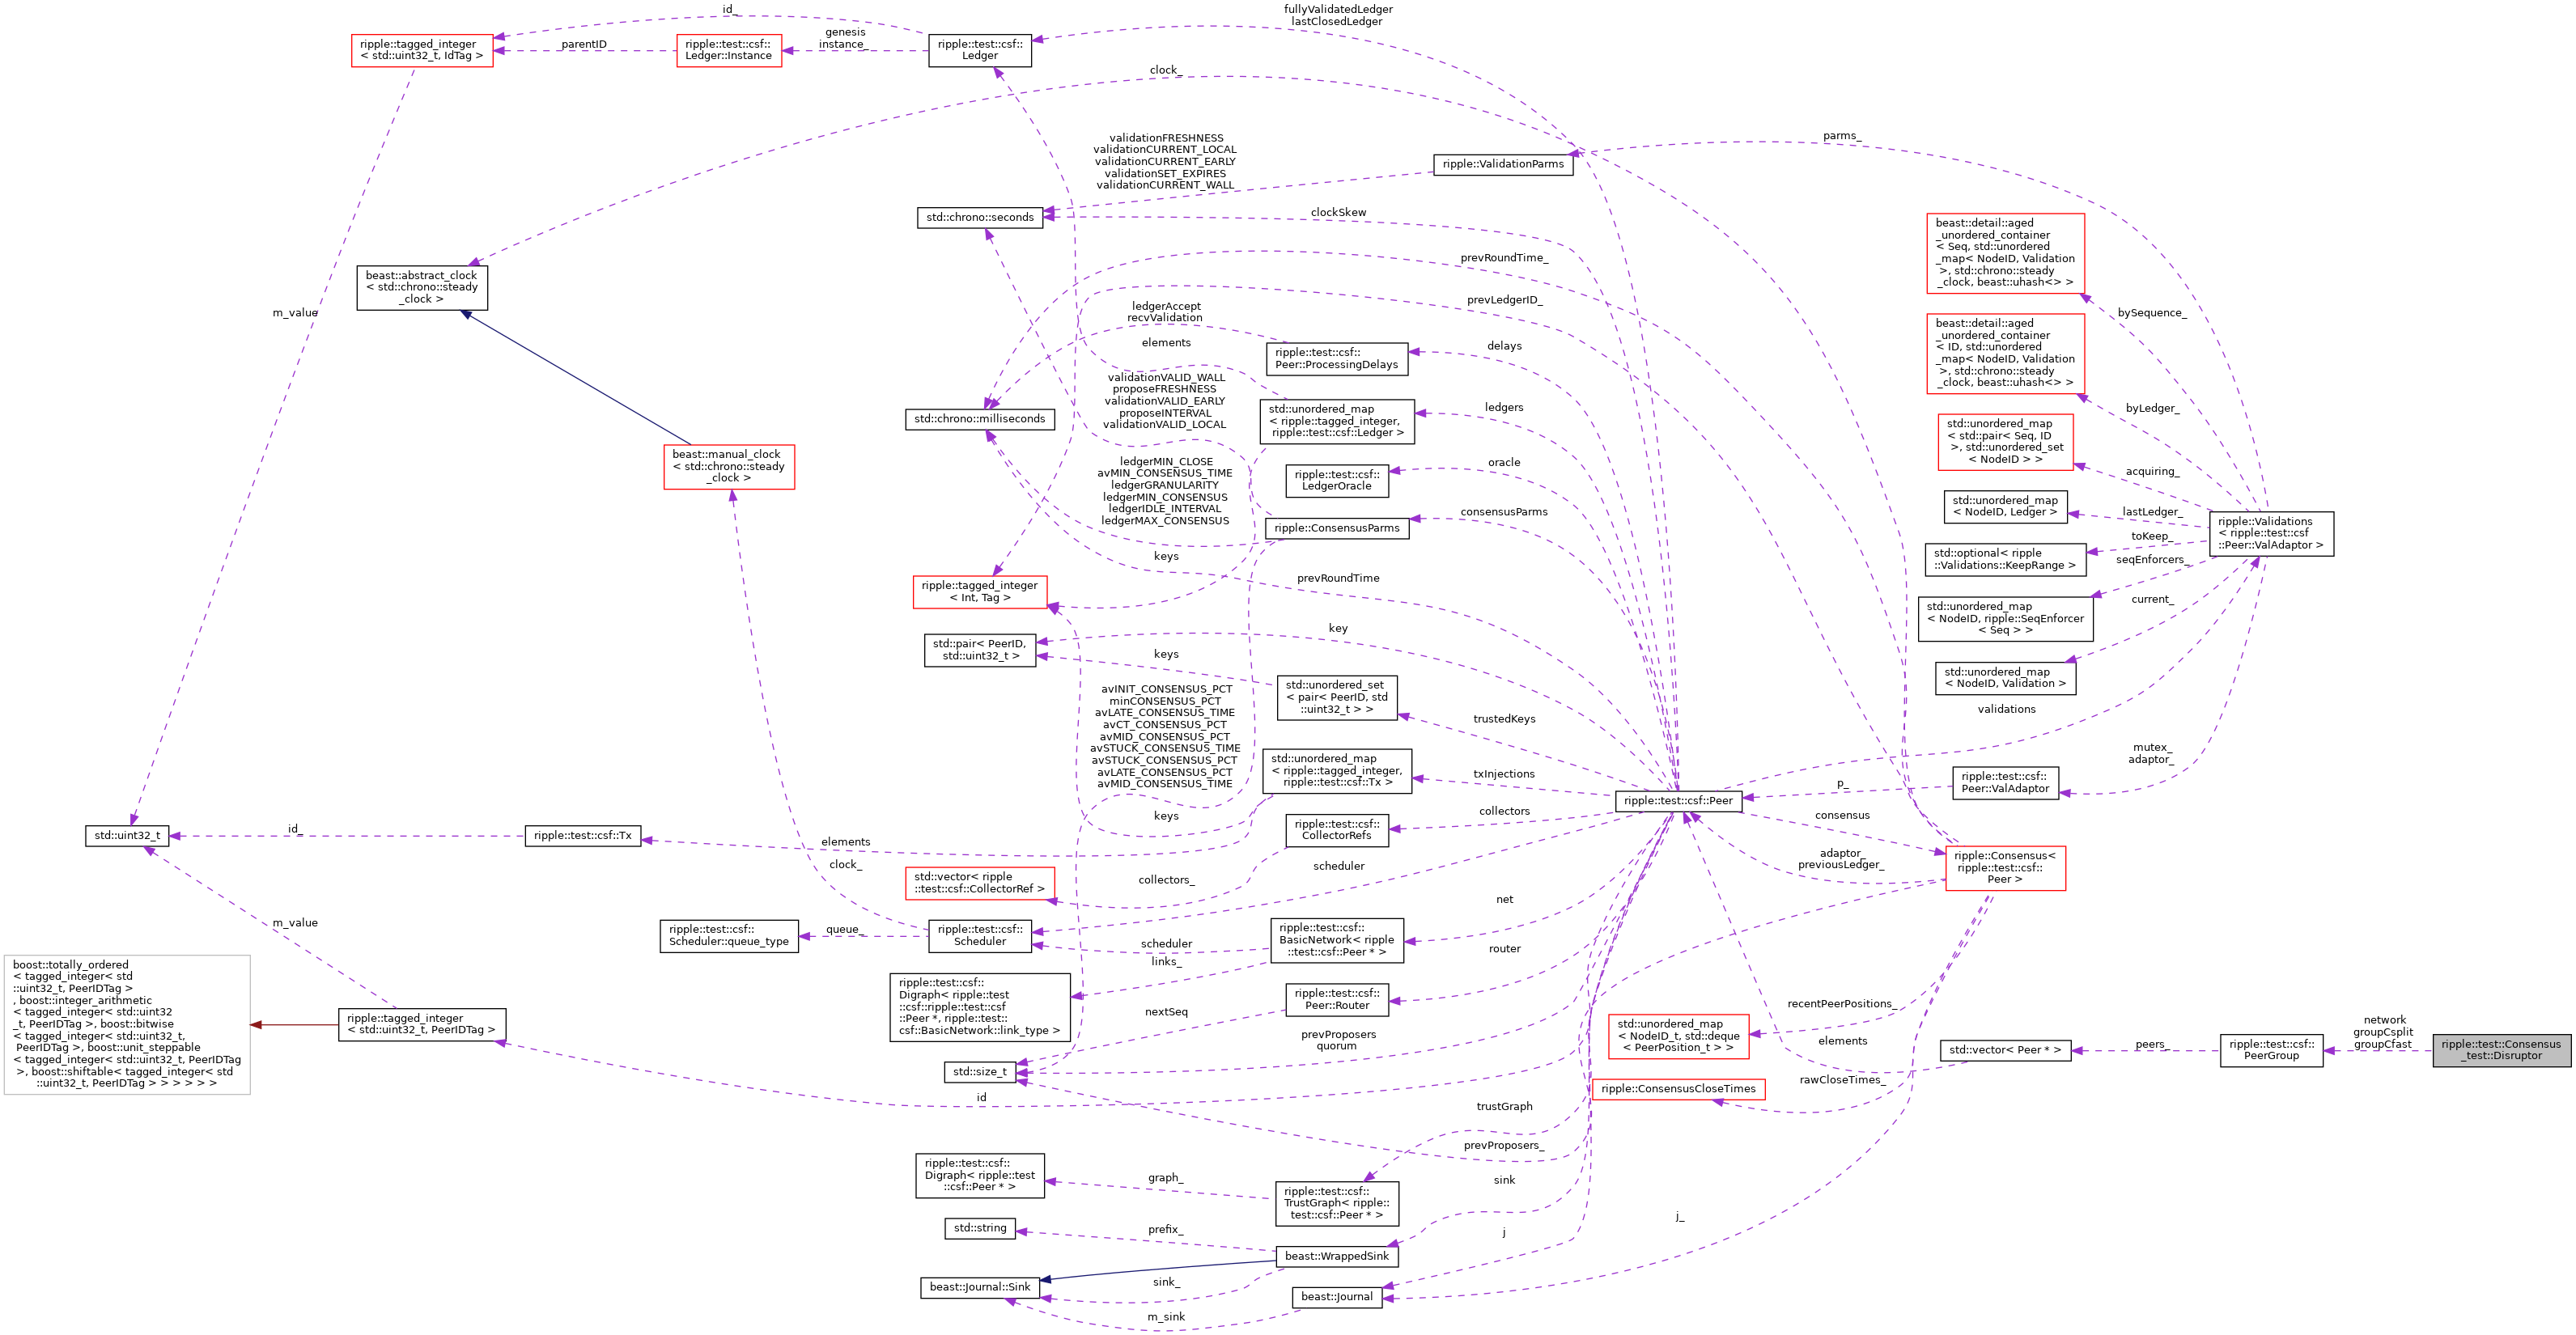 id_
fullyValidatedLedger
lastClosedLedger
ripple::tagged_integer
< std::uint32_t, IdTag >
parentID
ripple::test::csf::
Ledger::Instance
genesis
instance_
ripple::test::csf::
Ledger
clock_
validationFRESHNESS
validationCURRENT_LOCAL
validationCURRENT_EARLY
validationSET_EXPIRES
validationCURRENT_WALL
ripple::ValidationParms
parms_
std::chrono::seconds
clockSkew
beast::detail::aged
_unordered_container
< Seq, std::unordered
_map< NodeID, Validation
>, std::chrono::steady
_clock, beast::uhash<> >
prevRoundTime_
beast::abstract_clock
< std::chrono::steady
_clock >
m_value
ledgerAccept
recvValidation
prevLedgerID_
bySequence_
elements
ripple::test::csf::
Peer::ProcessingDelays
delays
beast::detail::aged
_unordered_container
< ID, std::unordered
_map< NodeID, Validation
>, std::chrono::steady
_clock, beast::uhash<> >
validationVALID_WALL
proposeFRESHNESS
validationVALID_EARLY
proposeINTERVAL
validationVALID_LOCAL
std::chrono::milliseconds
std::unordered_map
< ripple::tagged_integer,
ripple::test::csf::Ledger >
ledgers
byLedger_
std::unordered_map
< std::pair< Seq, ID
>, std::unordered_set
< NodeID > >
acquiring_
beast::manual_clock
< std::chrono::steady
_clock >
ledgerMIN_CLOSE
avMIN_CONSENSUS_TIME
ledgerGRANULARITY
ledgerMIN_CONSENSUS
ledgerIDLE_INTERVAL
ledgerMAX_CONSENSUS
ripple::test::csf::
LedgerOracle
oracle
ripple::ConsensusParms
consensusParms
std::unordered_map
< NodeID, Ledger >
lastLedger_
ripple::Validations
< ripple::test::csf
::Peer::ValAdaptor >
toKeep_
std::optional< ripple
::Validations::KeepRange >
seqEnforcers_
keys
prevRoundTime
ripple::tagged_integer
< Int, Tag >
std::unordered_map
< NodeID, ripple::SeqEnforcer
< Seq > >
current_
key
std::pair< PeerID,
std::uint32_t >
keys
std::unordered_map
< NodeID, Validation >
std::unordered_set
< pair< PeerID, std
::uint32_t > >
trustedKeys
validations
avINIT_CONSENSUS_PCT
minCONSENSUS_PCT
avLATE_CONSENSUS_TIME
avCT_CONSENSUS_PCT
avMID_CONSENSUS_PCT
avSTUCK_CONSENSUS_TIME
avSTUCK_CONSENSUS_PCT
avLATE_CONSENSUS_PCT
avMID_CONSENSUS_TIME
std::unordered_map
< ripple::tagged_integer,
ripple::test::csf::Tx >
txInjections
mutex_
adaptor_
ripple::test::csf::
Peer::ValAdaptor
p_
ripple::test::csf::Peer
keys
collectors
consensus
ripple::test::csf::
CollectorRefs
std::uint32_t
id_
ripple::test::csf::Tx
elements
clock_
scheduler
adaptor_
previousLedger_
ripple::Consensus<
ripple::test::csf::
Peer >
std::vector< ripple
::test::csf::CollectorRef >
collectors_
net
m_value
ripple::test::csf::
Scheduler::queue_type
queue_
ripple::test::csf::
Scheduler
scheduler
ripple::test::csf::
BasicNetwork< ripple
::test::csf::Peer * >
router
links_
boost::totally_ordered
< tagged_integer< std
::uint32_t, PeerIDTag >
, boost::integer_arithmetic
< tagged_integer< std::uint32
_t, PeerIDTag >, boost::bitwise
< tagged_integer< std::uint32_t,
PeerIDTag >, boost::unit_steppable
< tagged_integer< std::uint32_t, PeerIDTag
>, boost::shiftable< tagged_integer< std
::uint32_t, PeerIDTag > > > > > >
ripple::tagged_integer
< std::uint32_t, PeerIDTag >
ripple::test::csf::
Digraph< ripple::test
::csf::ripple::test::csf
::Peer *, ripple::test::
csf::BasicNetwork::link_type >
ripple::test::csf::
Peer::Router
nextSeq
recentPeerPositions_
std::unordered_map
< NodeID_t, std::deque
< PeerPosition_t > >
prevProposers
quorum
elements
std::vector< Peer * >
peers_
ripple::test::csf::
PeerGroup
network
groupCsplit
groupCfast
ripple::test::Consensus
_test::Disruptor
std::size_t
id
rawCloseTimes_
ripple::ConsensusCloseTimes
trustGraph
prevProposers_
ripple::test::csf::
Digraph< ripple::test
::csf::Peer * >
graph_
ripple::test::csf::
TrustGraph< ripple::
test::csf::Peer * >
sink
std::string
prefix_
j
j_
beast::WrappedSink
beast::Journal::Sink
sink_
beast::Journal
m_sink